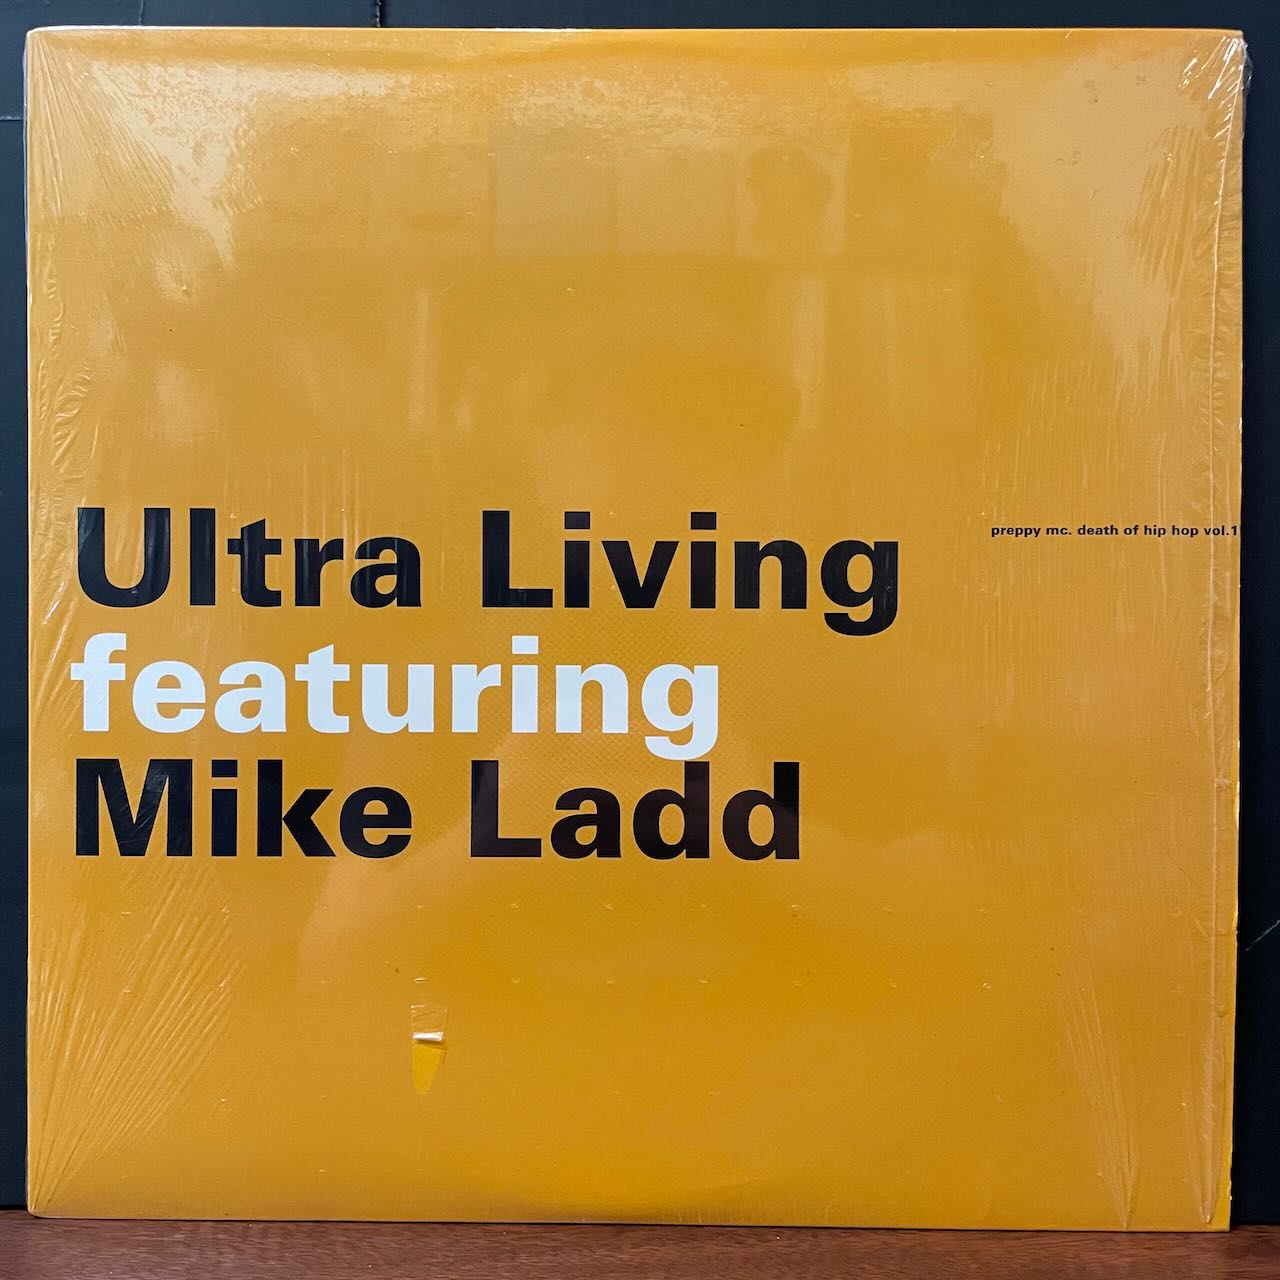 Ultra Living
preppy mc. death of hip hop vol.1
featuring
Mike Ladd